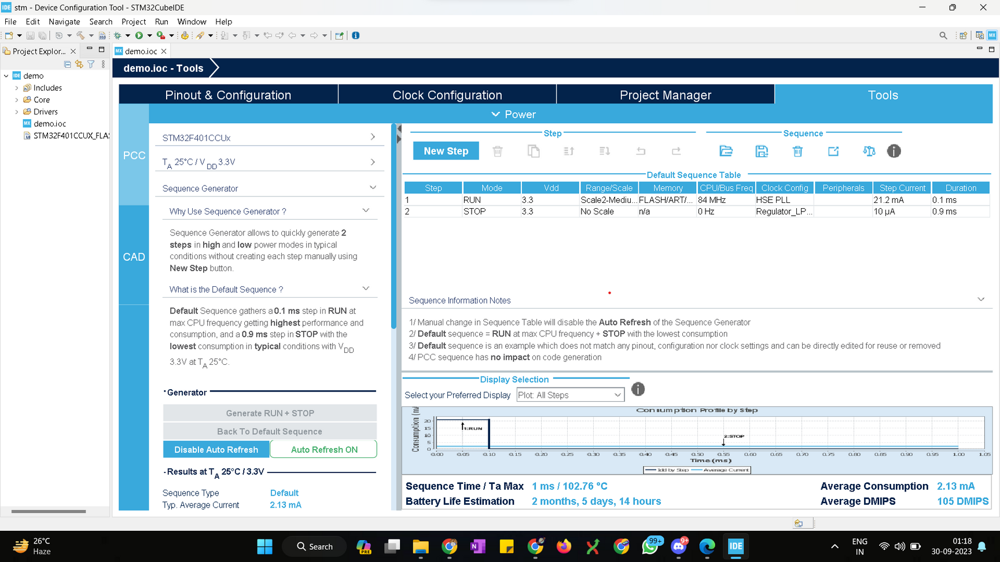 IDE stm - Device Configuration Tool - STM32CubeIDE
File Edit Navigate Search Project Run Window Help
Project Explor...
MX demo.ioc
demo.ioc - Tools
IDE demo
Includes
Core
Drivers
MX demo.ioc
STM32F401CCUX_FLAS
Pinout & Configuration
Clock Configuration
Project Manager
Tools
Power
PCC
CAD
STM32F401CCUx
TA 25°C / VDD 3.3V
Sequence Generator
Why Use Sequence Generator ?
Sequence Generator allows to quickly generate 2
steps in high and low power modes in typical
conditions without creating each step manually using
New Step button.
What is the Default Sequence ?
Default Sequence gathers a 0.1 ms step in RUN at
max CPU frequency getting highest performance and
consumption, and a 0.9 ms step in STOP with the
lowest consumption in typical conditions with VDD
3.3V at TA 25°C.
Generator
Generate RUN + STOP
Back To Default Sequence
Disable Auto Refresh
Auto Refresh ON
Results at TA 25°C / 3.3V
Sequence Type Default
Typ. Average Current 2.13 mA
Step
Sequence
New Step
Default Sequence Table
Step Mode Vdd Range/Scale Memory CPU/Bus Freq Clock Config Peripherals Step Current Duration
1 RUN 3.3 Scale2-Mediu... FLASH/ART/... 84 MHz HSE PLL 21.2 mA 0.1 ms
2 STOP 3.3 No Scale n/a 0 Hz Regulator_LP... 10 µA 0.9 ms
Sequence Information Notes
1/ Manual change in Sequence Table will disable the Auto Refresh of the Sequence Generator
2/ Default sequence = RUN at max CPU frequency + STOP with the lowest consumption
3/ Default sequence is an example which does not match any pinout, configuration nor clock settings and can be directly edited for reuse or removed
4/ PCC sequence has no impact on code generation
Display Selection
Select your Preferred Display Plot: All Steps
Consumption Profile by Step
Consumption (mA
20
15
10
5
0
1:RUN
2:STOP
0.00 0.05 0.10 0.15 0.20 0.25 0.30 0.35 0.40 0.45 0.50 0.55 0.60 0.65 0.70 0.75 0.80 0.85 0.90 0.95 1.00 1.05
Time (ms)
Idd by Step Average Current
Sequence Time / Ta Max 1 ms / 102.76 °C
Average Consumption 2.13 mA
Battery Life Estimation 2 months, 5 days, 14 hours
Average DMIPS 105 DMIPS
26°C
Haze
Search
PRE
99+
9+
IDE
ENG
IN
01:18
30-09-2023